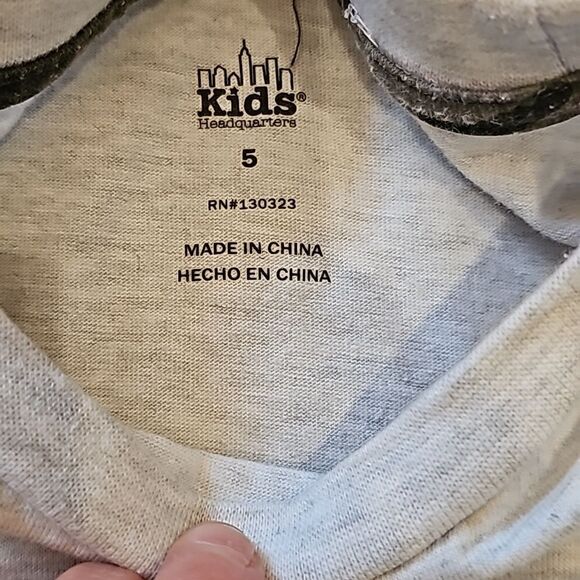 Kids®
Headquarters
5
RN#130323
MADE IN CHINA
HECHO EN CHINA